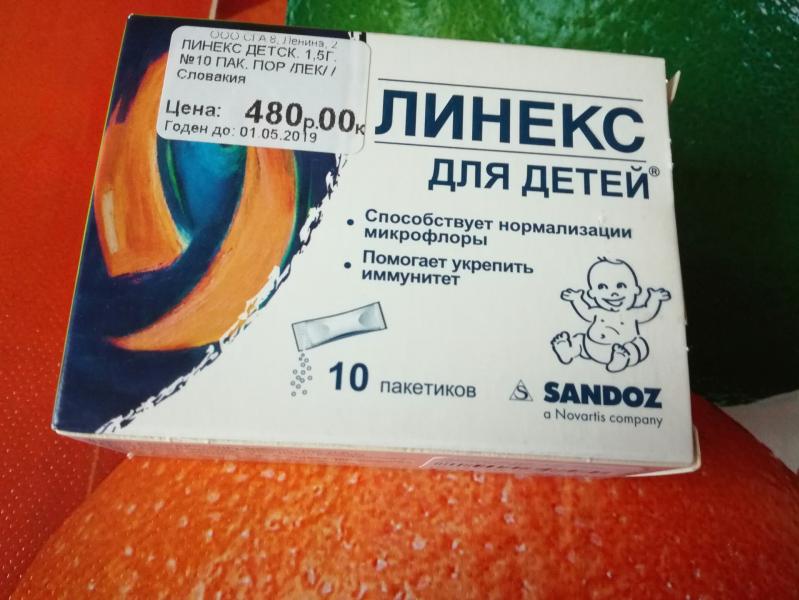 ООО СГА 8, Ленина, 2
ЛИНЕКС ДЕТСК. 1,5Г.
№10 ПАК. ПОР /ЛЕК/ /
Словакия
Цена: 480р.00к
Годен до: 01.05.2019
ЛИНЕКС
ДЛЯ ДЕТЕЙ®
• Способствует нормализации
микрофлоры
• Помогает укрепить
иммунитет
10 пакетиков
S SANDOZ
a Novartis company